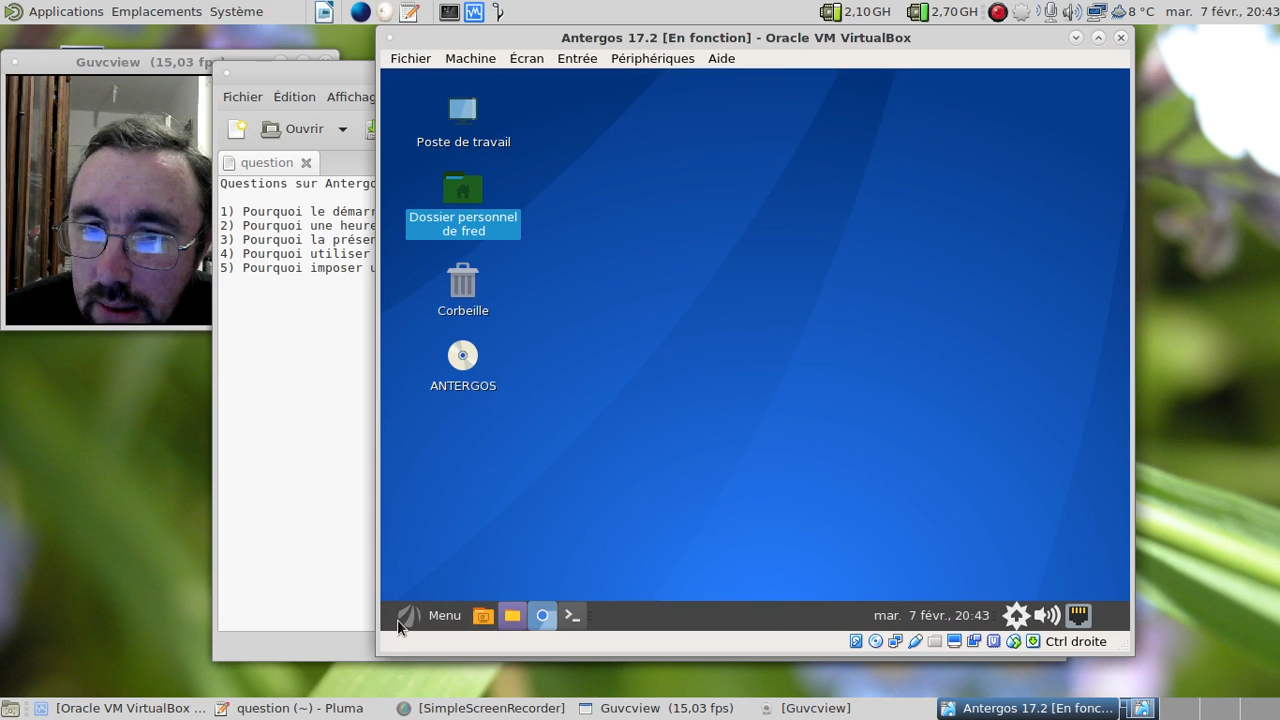 Applications Emplacements Système
2,10 GH 2,70 GH 8 °C mar. 7 févr., 20:43
Antergos 17.2 [En fonction] - Oracle VM VirtualBox
Fichier Machine Écran Entrée Périphériques Aide
Guvcview (15,03 fp
Fichier Édition Affichag
Ouvrir
question
Questions sur Antergo
1) Pourquoi le démarr
2) Pourquoi une heure
3) Pourquoi la présen
4) Pourquoi utiliser
5) Pourquoi imposer u
Poste de travail
Dossier personnel
de fred
Corbeille
ANTERGOS
Menu
mar. 7 févr., 20:43
Ctrl droite
[Oracle VM VirtualBox ... question (~) - Pluma [SimpleScreenRecorder] Guvcview (15,03 fps) [Guvcview] Antergos 17.2 [En fonc...